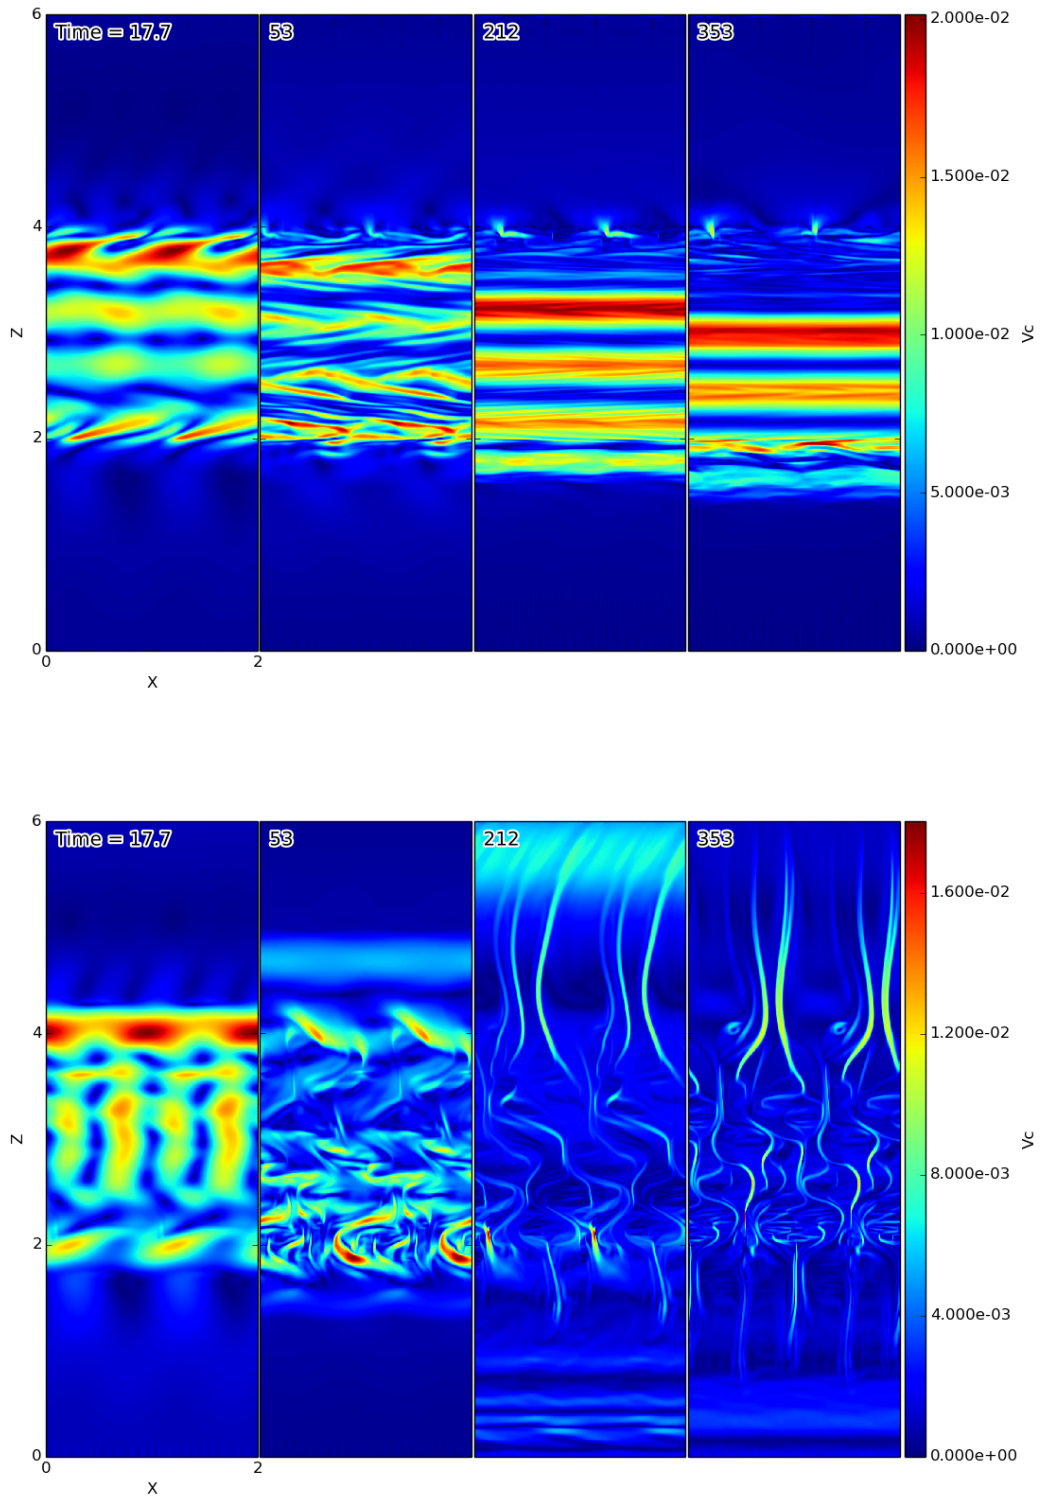 6
Time = 17.7
53
212
353
2.000e-02
1.500e-02
4
Z
1.000e-02
Vc
2
5.000e-03
0
0.000e+00
0
2
X
6
Time = 17.7
53
212
353
1.600e-02
4
1.200e-02
Z
Vc
8.000e-03
2
4.000e-03
0
0.000e+00
0
2
X